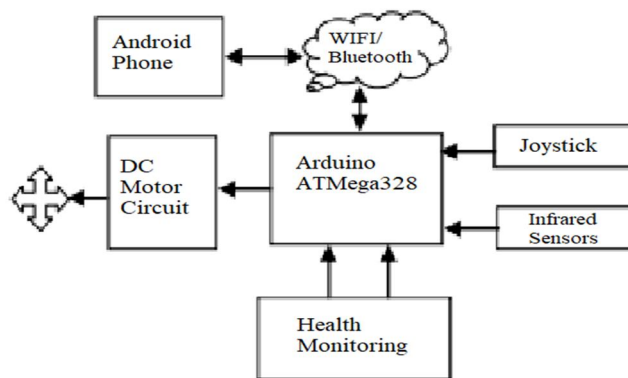 Android
Phone
WIFI/
Bluetooth
DC
Motor
Circuit
Arduino
ATMega328
Joystick
Infrared
Sensors
Health
Monitoring